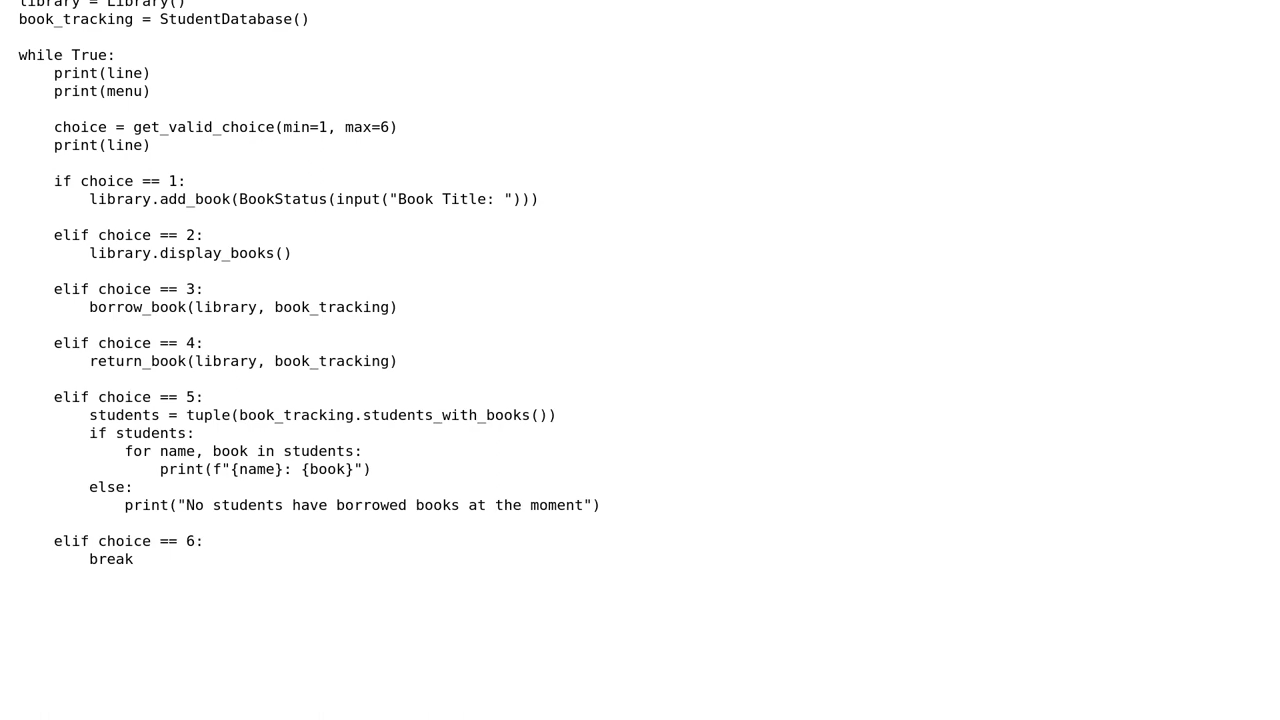 library = Library()
book_tracking = StudentDatabase()

while True:
    print(line)
    print(menu)

    choice = get_valid_choice(min=1, max=6)
    print(line)

    if choice == 1:
        library.add_book(BookStatus(input("Book Title: ")))

    elif choice == 2:
        library.display_books()

    elif choice == 3:
        borrow_book(library, book_tracking)

    elif choice == 4:
        return_book(library, book_tracking)

    elif choice == 5:
        students = tuple(book_tracking.students_with_books())
        if students:
            for name, book in students:
                print(f"{name}: {book}")
        else:
            print("No students have borrowed books at the moment")

    elif choice == 6:
        break